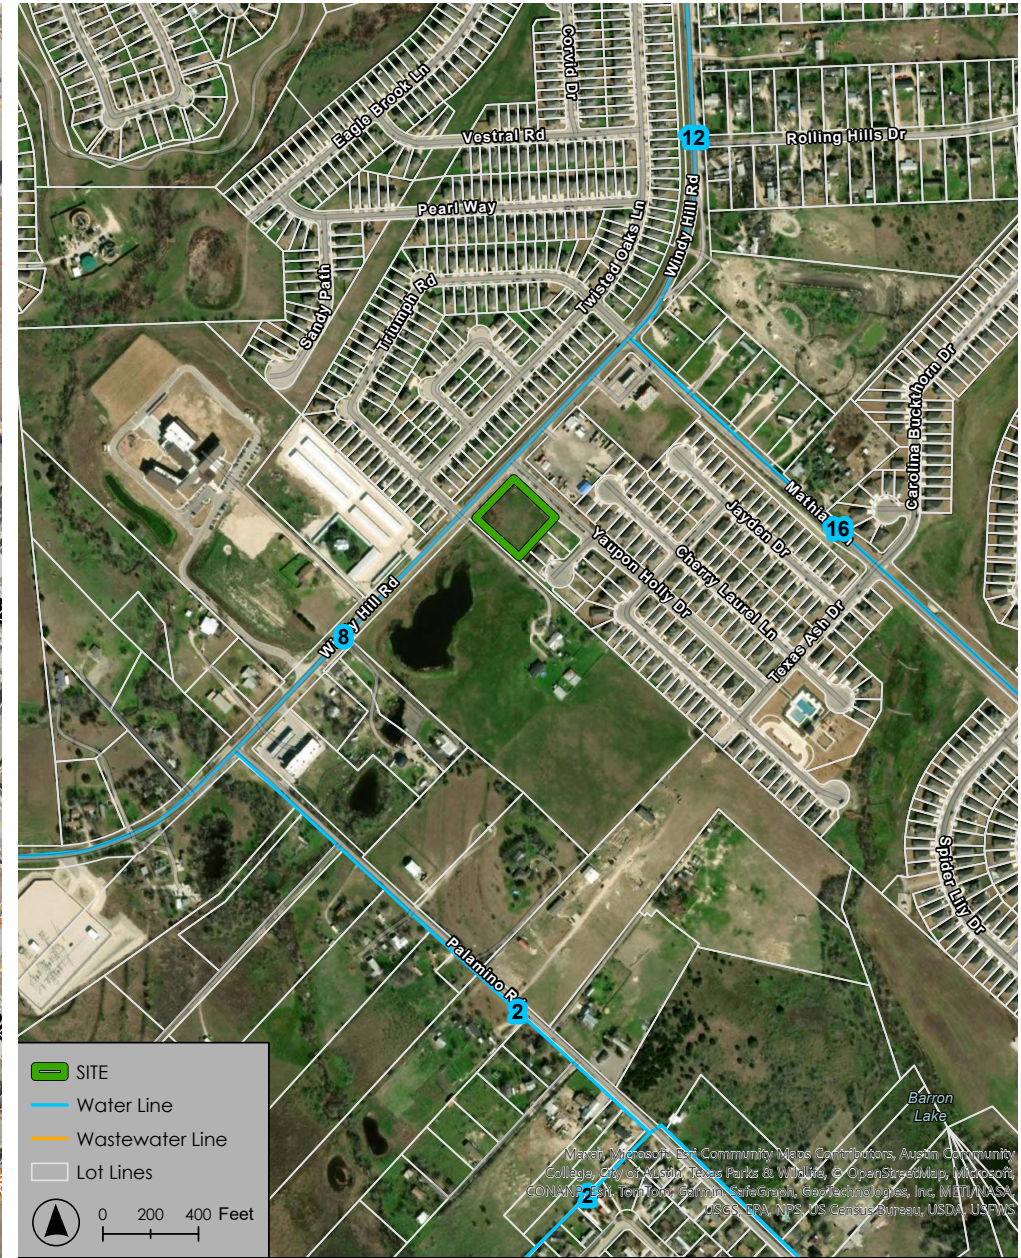 Corvid Dr
Eagle Brook Ln
Vestral Rd
12
Rolling Hills Dr
Pearl Way
Windy Hill Rd
Twisted Oaks Ln
Sandy Path
Triumph Rd
Carolina Buckthorn Dr
Mathia
16
Jayden Dr
Yaupon Holly Dr
Cherry Laurel Ln
Texas Ash Dr
Hill Rd
8
Spider Lily Dr
Palamino
2
SITE
Water Line
Wastewater Line
Lot Lines
0 200 400 Feet
Barron
Lake
2
Maxar, Microsoft, Esri Community Maps Contributors, Austin Community
College, City of Austin, Texas Parks & Wildlife, © OpenStreetMap, Microsoft,
CONANP, Esri, TomTom, Garmin, SafeGraph, GeoTechnologies, Inc, METI/NASA,
USGS, EPA, NPS, US Census Bureau, USDA, USFWS